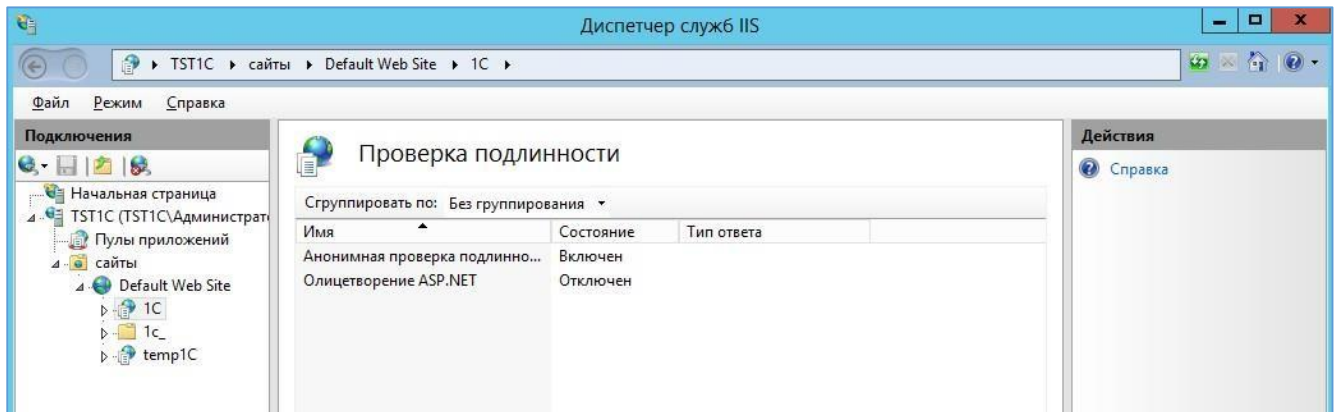 Диспетчер служб IIS
TST1C сайты Default Web Site 1C
Файл Режим Справка
Подключения
Начальная страница
TST1C (TST1C\Администрат
Пулы приложений
сайты
Default Web Site
1C
1c_
temp1C
Проверка подлинности
Сгруппировать по: Без группирования
Имя Состояние Тип ответа
Анонимная проверка подлинно... Включен
Олицетворение ASP.NET Отключен
Действия
Справка